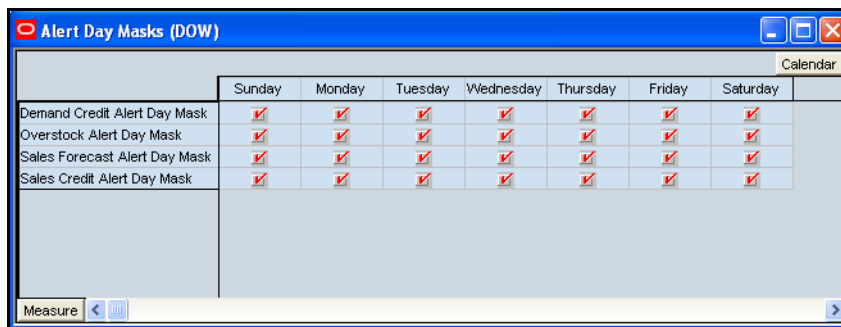 Alert Day Masks (DOW)
Calendar
Sunday Monday Tuesday Wednesday Thursday Friday Saturday
Demand Credit Alert Day Mask
Overstock Alert Day Mask
Sales Forecast Alert Day Mask
Sales Credit Alert Day Mask
Measure